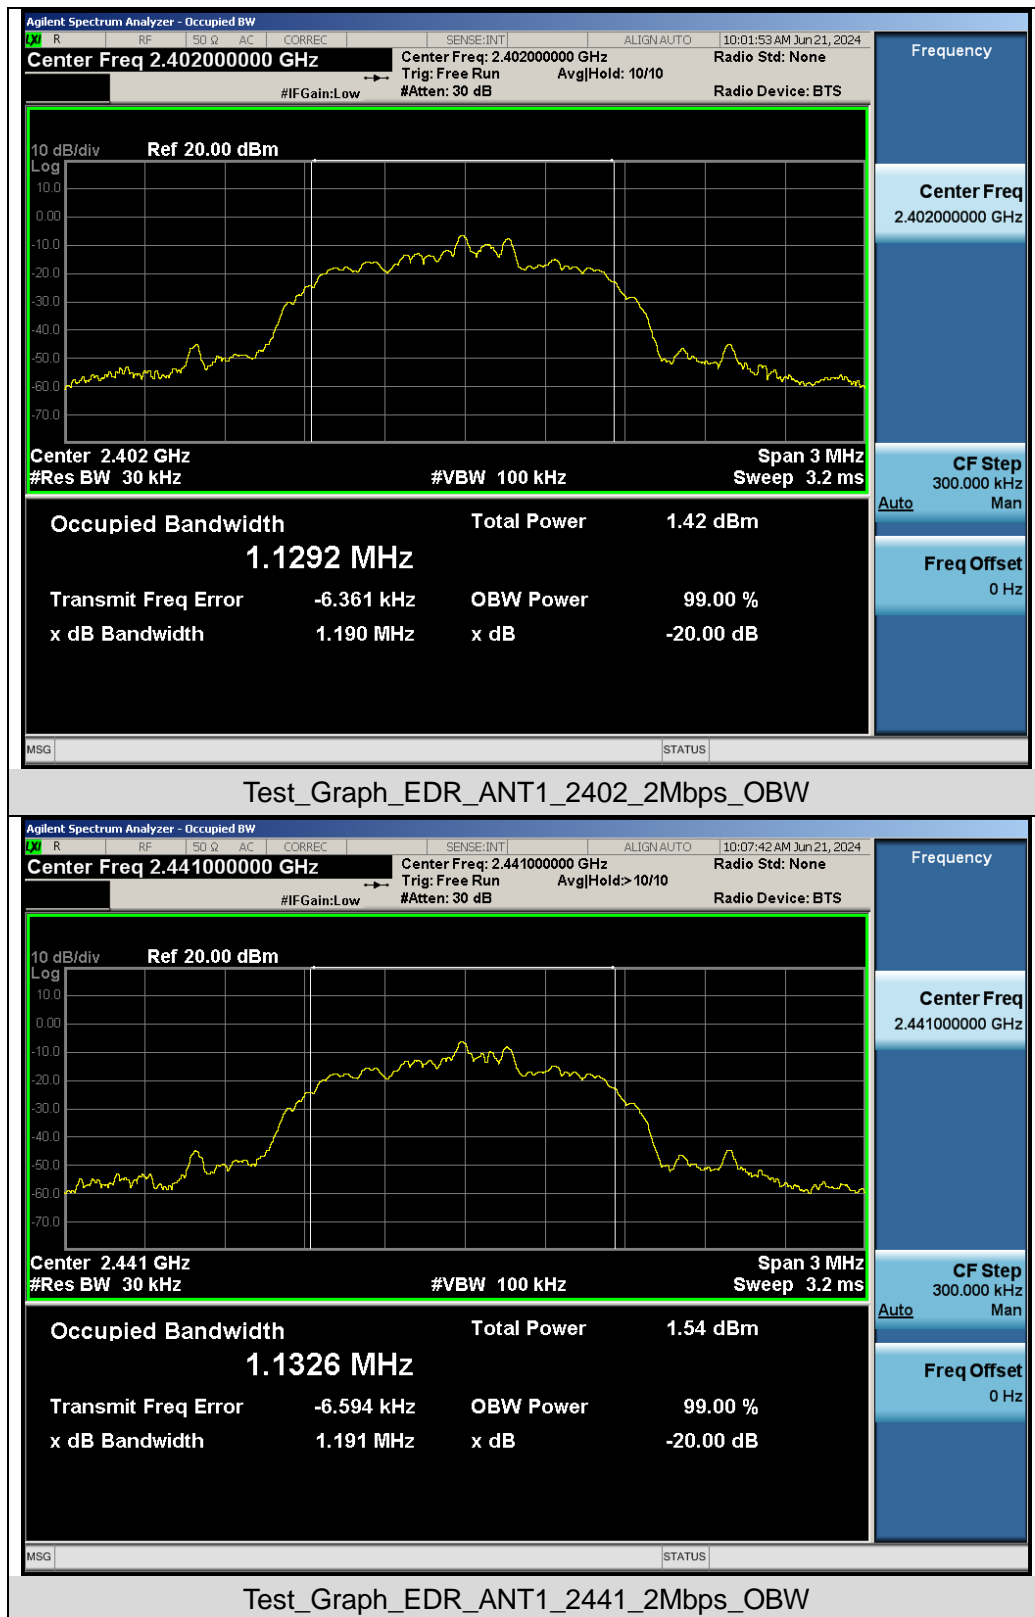 Agilent Spectrum Analyzer - Occupied BW
LXI R RF 50 Ω AC CORREC SENSE:INT ALIGN AUTO 10:01:53 AM Jun 21, 2024
Center Freq 2.402000000 GHz
Center Freq: 2.402000000 GHz Radio Std: None
Trig: Free Run Avg|Hold: 10/10
#IFGain:Low #Atten: 30 dB Radio Device: BTS
Frequency
10 dB/div Ref 20.00 dBm
Log
10.0
0.00
-10.0
-20.0
-30.0
-40.0
-50.0
-60.0
-70.0
Center 2.402 GHz Span 3 MHz
#Res BW 30 kHz #VBW 100 kHz Sweep 3.2 ms
Center Freq
2.402000000 GHz
CF Step
300.000 kHz
Auto Man
Freq Offset
0 Hz
Occupied Bandwidth Total Power 1.42 dBm
1.1292 MHz
Transmit Freq Error -6.361 kHz OBW Power 99.00 %
x dB Bandwidth 1.190 MHz x dB -20.00 dB
MSG STATUS
Test_Graph_EDR_ANT1_2402_2Mbps_OBW
Agilent Spectrum Analyzer - Occupied BW
LXI R RF 50 Ω AC CORREC SENSE:INT ALIGN AUTO 10:07:42 AM Jun 21, 2024
Center Freq 2.441000000 GHz
Center Freq: 2.441000000 GHz Radio Std: None
Trig: Free Run Avg|Hold:>10/10
#IFGain:Low #Atten: 30 dB Radio Device: BTS
Frequency
10 dB/div Ref 20.00 dBm
Log
10.0
0.00
-10.0
-20.0
-30.0
-40.0
-50.0
-60.0
-70.0
Center 2.441 GHz Span 3 MHz
#Res BW 30 kHz #VBW 100 kHz Sweep 3.2 ms
Center Freq
2.441000000 GHz
CF Step
300.000 kHz
Auto Man
Freq Offset
0 Hz
Occupied Bandwidth Total Power 1.54 dBm
1.1326 MHz
Transmit Freq Error -6.594 kHz OBW Power 99.00 %
x dB Bandwidth 1.191 MHz x dB -20.00 dB
MSG STATUS
Test_Graph_EDR_ANT1_2441_2Mbps_OBW